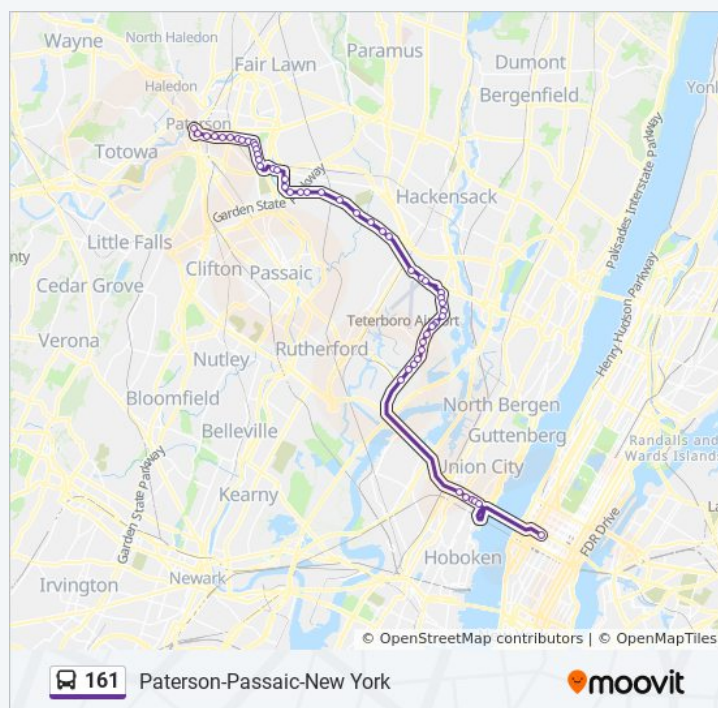 North Haledon
Wayne
Paramus
Dumont
Fair Lawn
Bergenfield
Haledon
Paterson
Totowa
Hackensack
Garden State Parkway
Palisades Interstate Parkway
Little Falls
Clifton
Passaic
Cedar Grove
Henry Hudson Parkway
Teterboro Airport
Verona
Rutherford
Nutley
Bloomfield
North Bergen
Guttenberg
Belleville
Randalls and
Wards Island
Union City
Kearny
Garden State Parkway
FDR Drive
Hoboken
Newark
Irvington
© OpenStreetMap contributors | © OpenMapTiles
161 Paterson-Passaic-New York
moovit